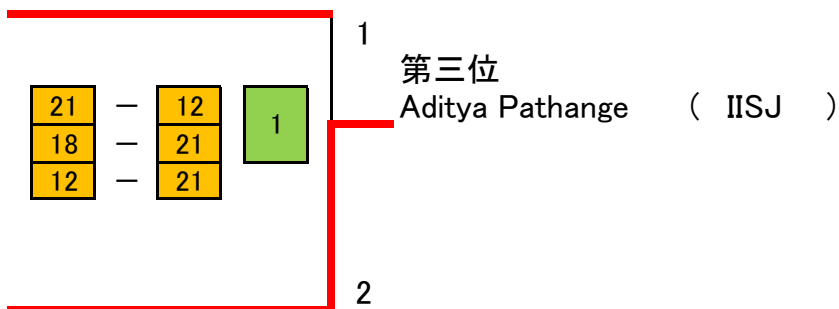 1
第三位
Aditya Pathange ( IISJ )
21 － 12
1
18 － 21
12 － 21
2